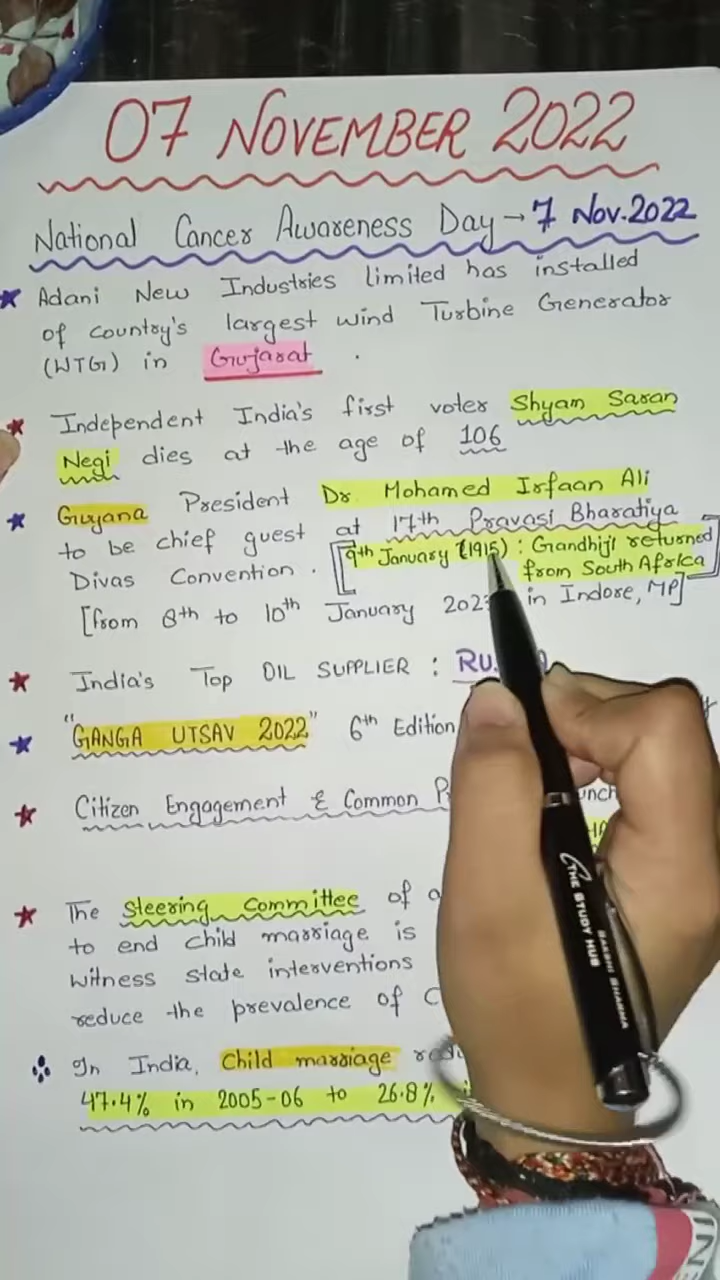 07 NOVEMBER 2022
National Cancer Awareness Day → 7 Nov. 2022
Adani New Industries limited has installed
of country's largest wind Turbine Generator
(WTG) in Gujarat .
Independent India's first voter Shyam Saran
Negi dies at the age of 106
Guyana President Dr Mohamed Irfaan Ali
to be chief guest at 17th Pravasi Bharatiya
Divas Convention . [9th January (1915) : Gandhiji returned
from South Africa]
[from 8th to 10th January 202 in Indore, MP]
India's Top OIL SUPPLIER : RU
"GANGA UTSAV 2022" 6th Edition
Citizen Engagement & Common
The Steering Committee of a
to end child marriage is
witness state interventions
reduce the prevalence of C
In India, Child marriage
47.4% in 2005-06 to 26.8%
THE STUDY HUB
SAKSHI SHARMA